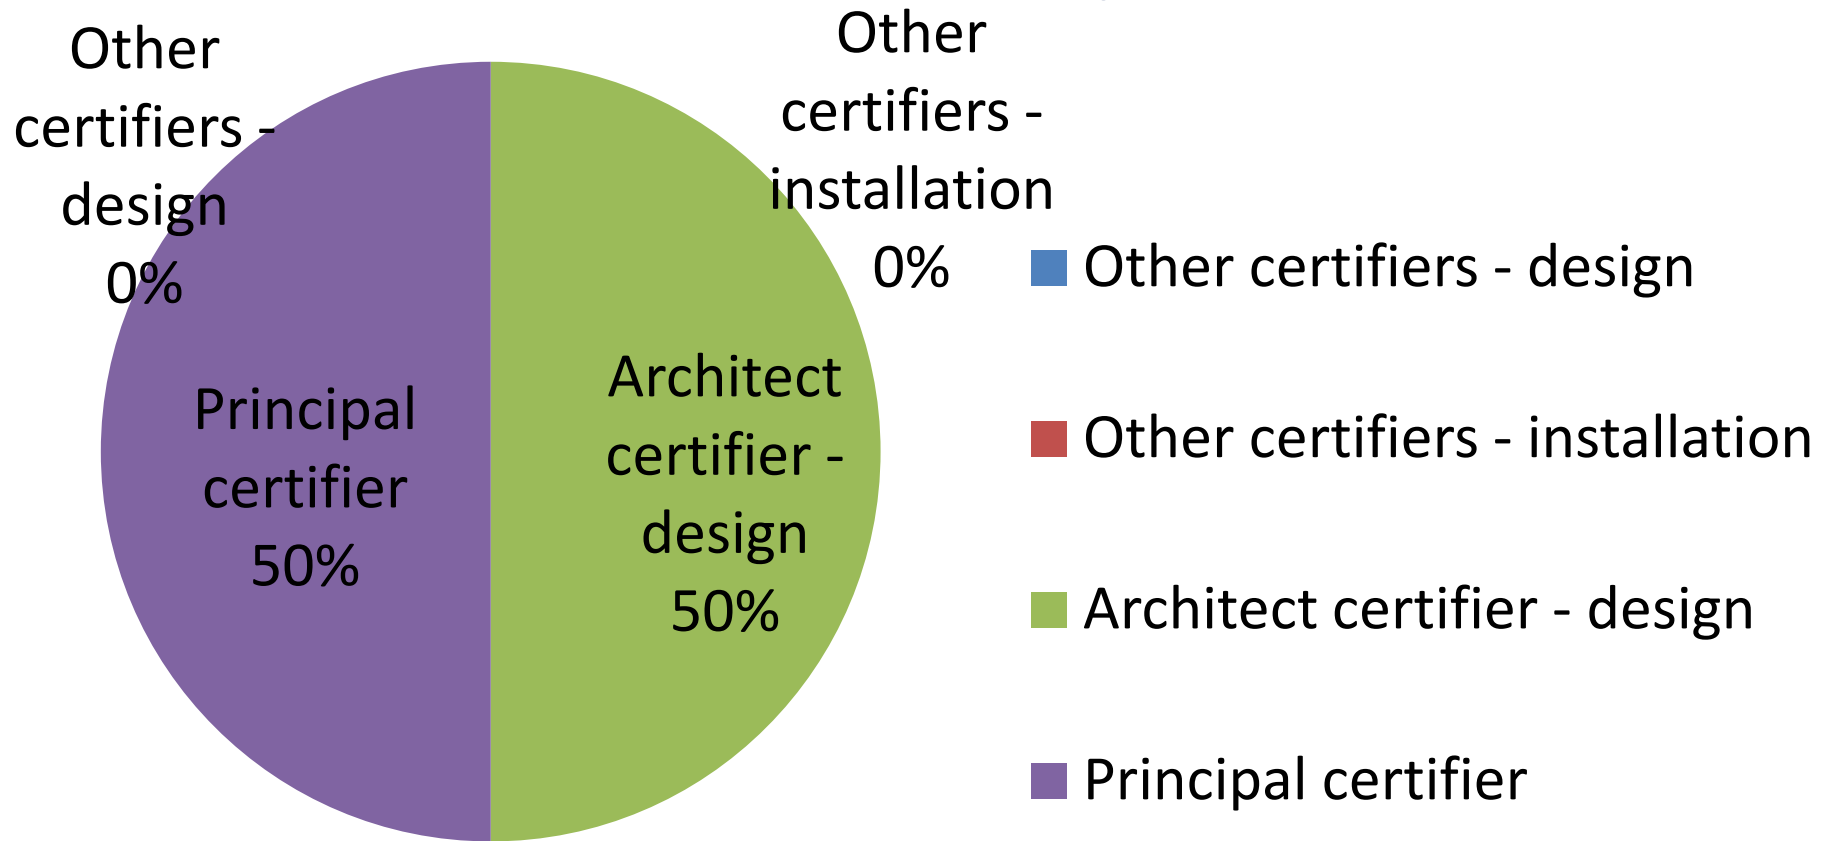 Other
certifiers -
design
0%
Other
certifiers -
installation
0%
Principal
certifier
50%
Architect
certifier -
design
50%
Other certifiers - design
Other certifiers - installation
Architect certifier - design
Principal certifier